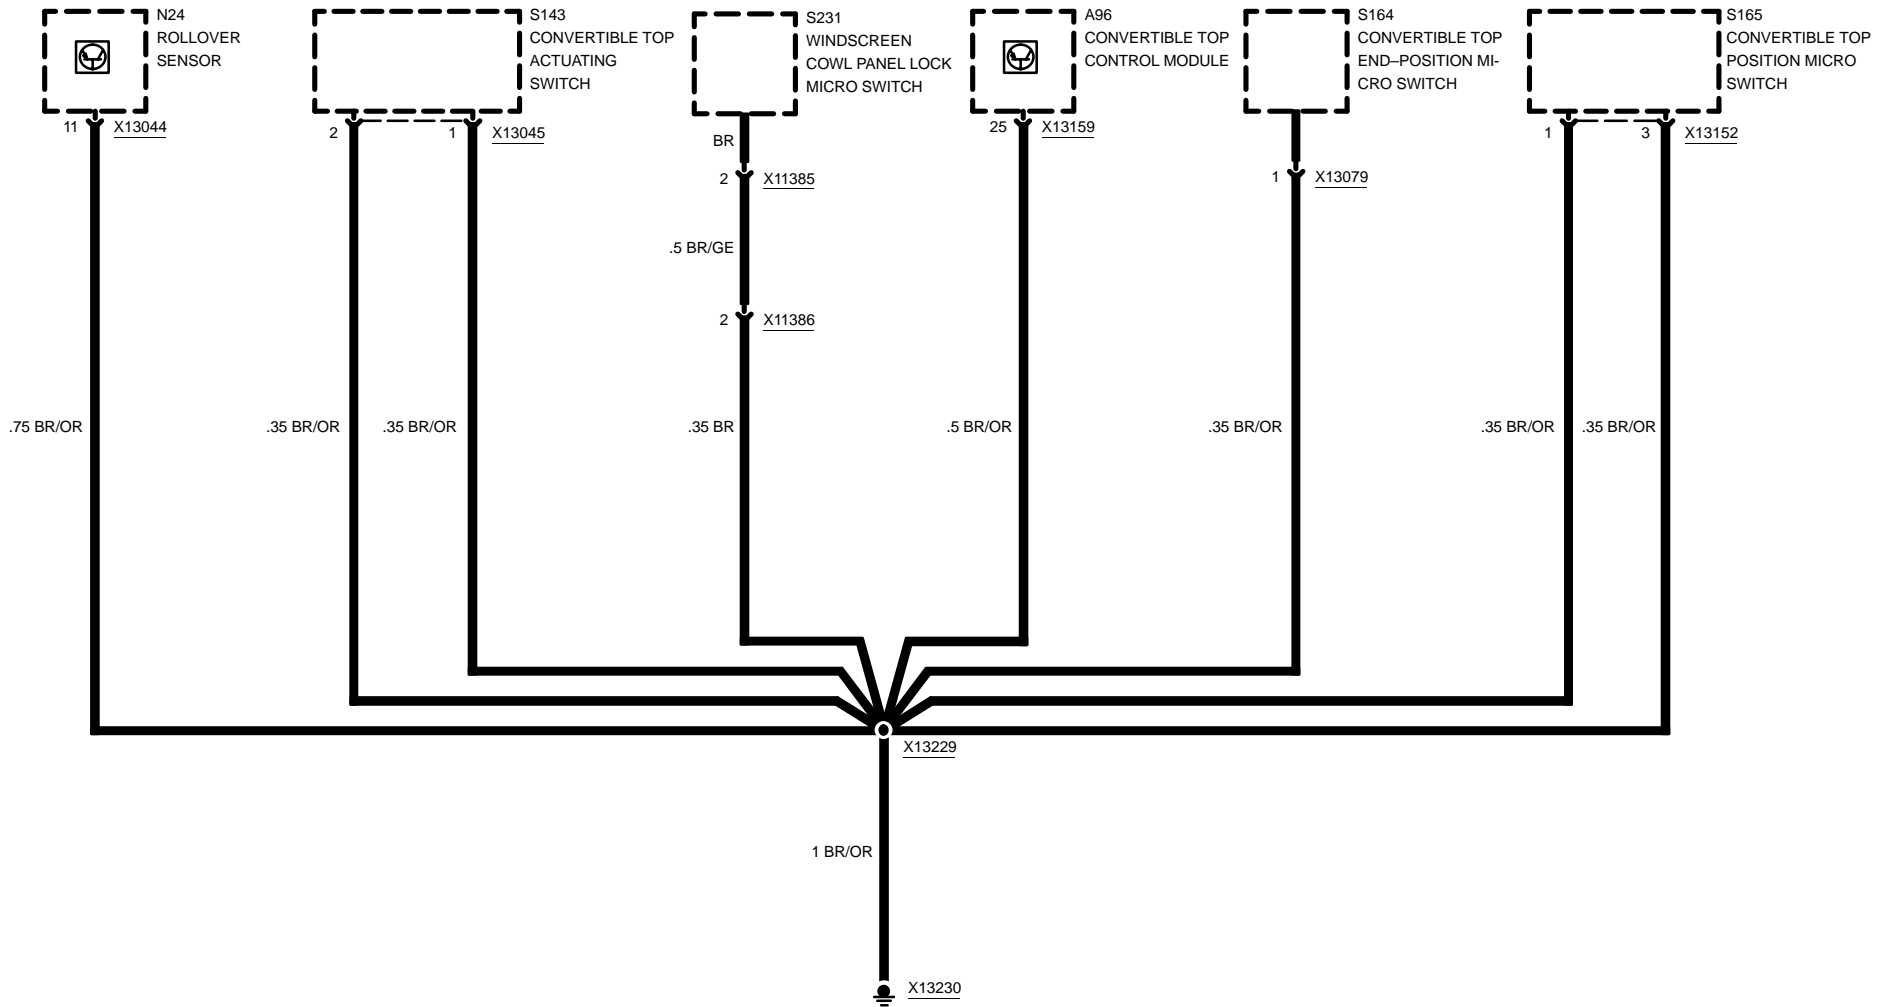 N24
ROLLOVER
SENSOR
S143
CONVERTIBLE TOP
ACTUATING
SWITCH
S231
WINDSCREEN
COWL PANEL LOCK
MICRO SWITCH
A96
CONVERTIBLE TOP
CONTROL MODULE
S164
CONVERTIBLE TOP
END–POSITION MI-
CRO SWITCH
S165
CONVERTIBLE TOP
POSITION MICRO
SWITCH
11
X13044
2
1
X13045
BR
25
X13159
1
3
X13152
2
X11385
1
X13079
.5 BR/GE
2
X11386
.75 BR/OR
.35 BR/OR
.35 BR/OR
.35 BR
.5 BR/OR
.35 BR/OR
.35 BR/OR
.35 BR/OR
X13229
1 BR/OR
X13230